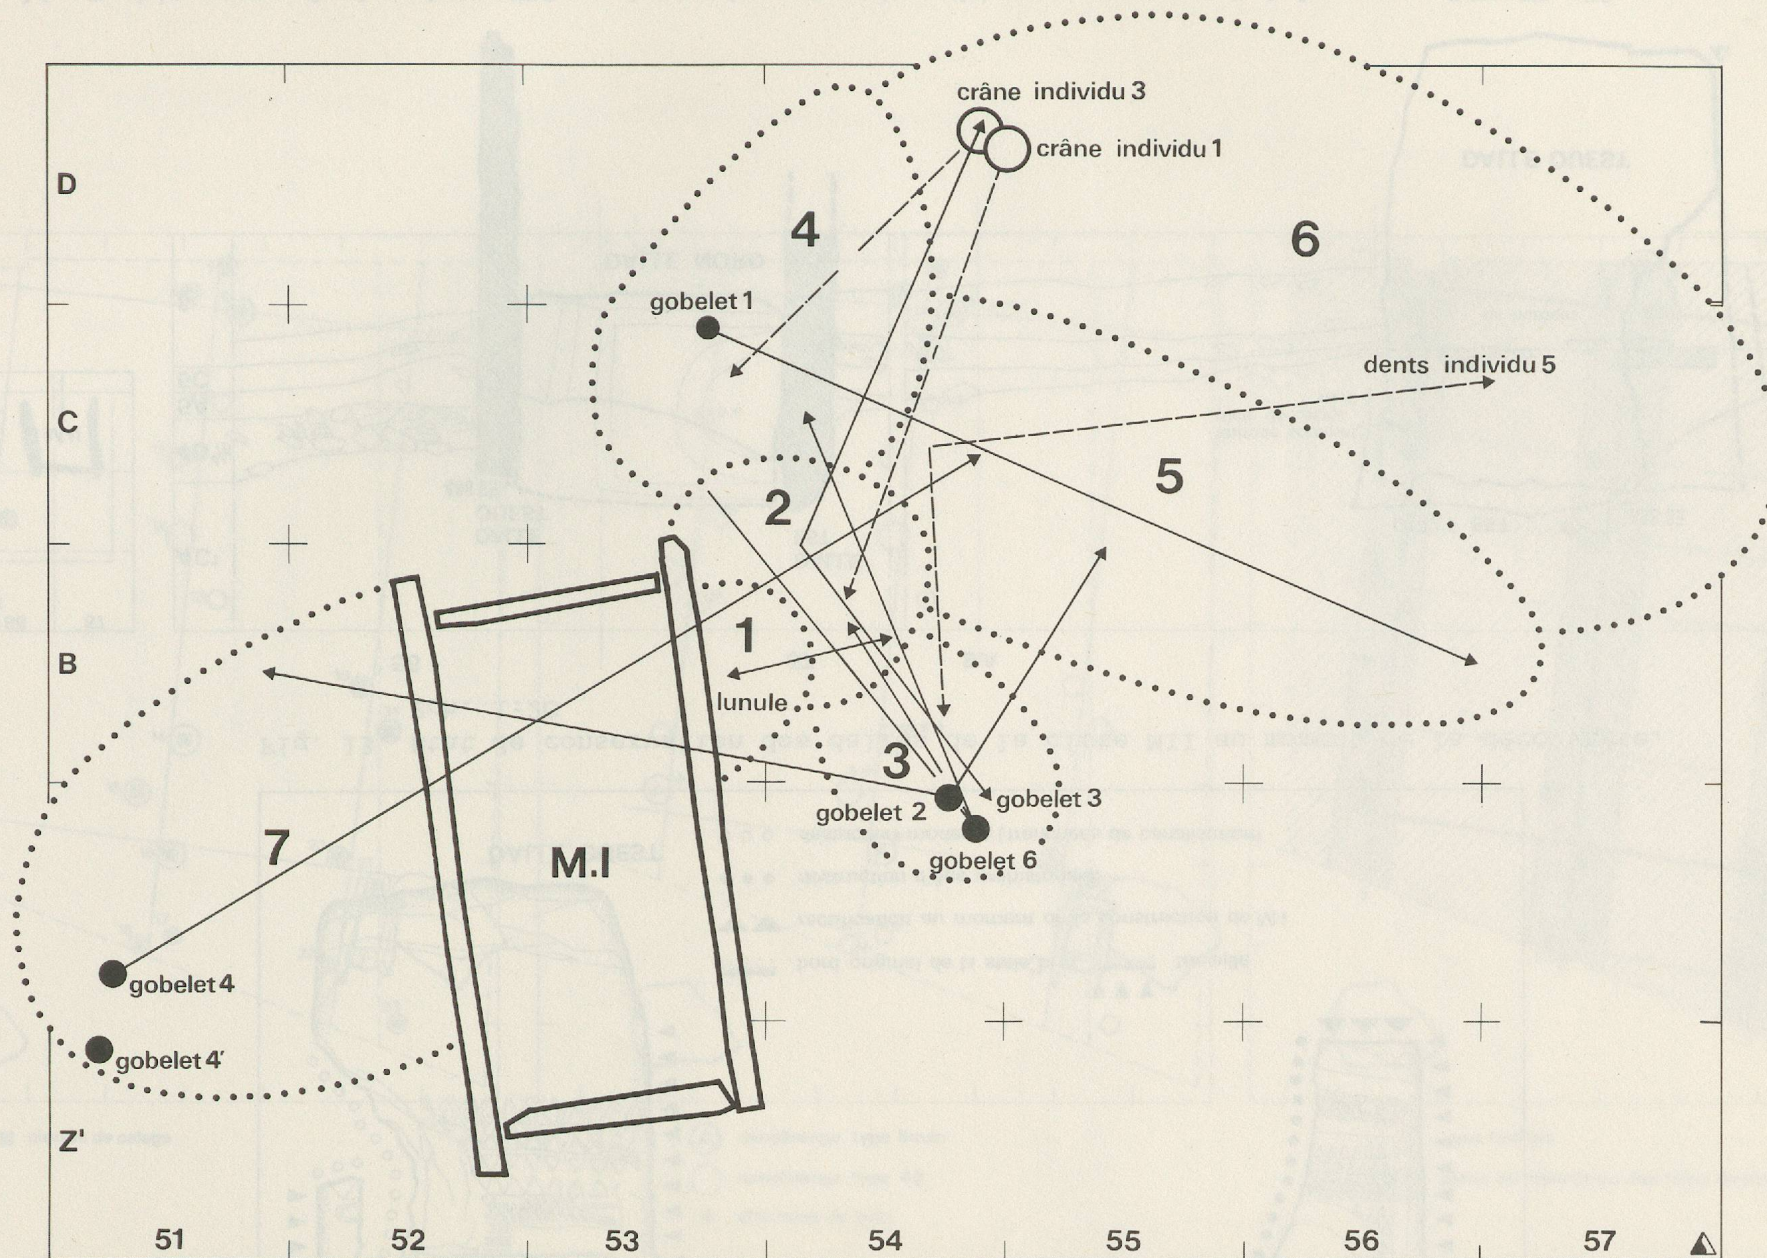 crâne individu 3
crâne individu 1
D
4
6
gobelet 1
dents individu 5
C
5
2
1
B
lunule
3
gobelet 2
gobelet 3
7
M.I
gobelet 6
gobelet 4
gobelet 4'
Z'
51 52 53 54 55 56 57